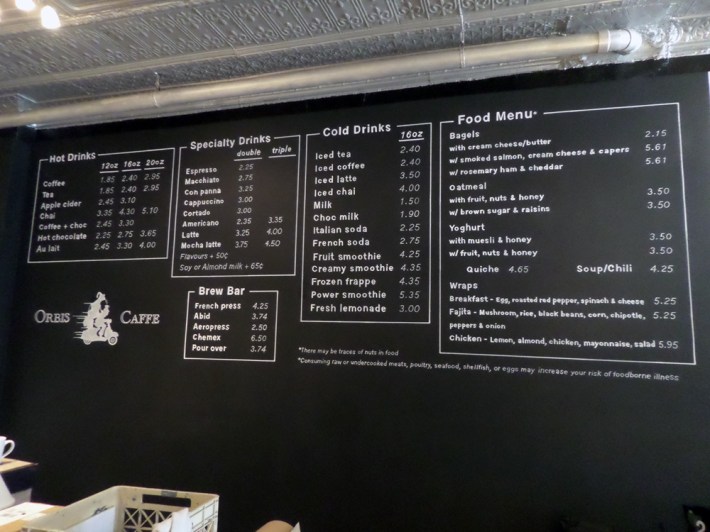 Hot Drinks
12oz 16oz 20oz
Coffee 1.85 2.40 2.95
Tea 1.85 2.40 2.95
Apple cider 2.45 3.10
Chai 3.35 4.30 5.10
Coffee + choc 2.45 3.30
Hot chocolate 2.25 2.75 3.65
Au lait 2.45 3.30 4.00
ORBIS CAFFE
Specialty Drinks
double triple
Espresso 2.25
Macchiato 2.75
Con panna 3.25
Cappuccino 3.00
Cortado 3.00
Americano 2.35 3.35
Latte 3.25 4.00
Mocha latte 3.75 4.50
Flavours + 50¢
Soy or Almond milk + 65¢
Brew Bar
French press 4.25
Abid 3.74
Aeropress 2.50
Chemex 6.50
Pour over 3.74
Cold Drinks
16oz
Iced tea 2.40
Iced coffee 2.40
Iced latte 3.50
Iced chai 4.00
Milk 1.50
Choc milk 1.90
Italian soda 2.25
French soda 2.75
Fruit smoothie 4.25
Creamy smoothie 4.35
Frozen frappe 4.35
Power smoothie 5.35
Fresh lemonade 3.00
Food Menu*
Bagels
with cream cheese/butter 2.15
w/ smoked salmon, cream cheese & capers 5.61
w/ rosemary ham & cheddar 5.61
Oatmeal
with fruit, nuts & honey 3.50
w/ brown sugar & raisins 3.50
Yoghurt
with muesli & honey 3.50
w/ fruit, nuts & honey 3.50
Quiche 4.65 Soup/Chili 4.25
Wraps
Breakfast - Egg, roasted red pepper, spinach & cheese 5.25
Fajita - Mushroom, rice, black beans, corn, chipotle, 5.25
peppers & onion
Chicken - Lemon, almond, chicken, mayonnaise, salad 5.95
*There may be traces of nuts in food
*Consuming raw or undercooked meats, poultry, seafood, shellfish, or eggs may increase your risk of foodborne illness